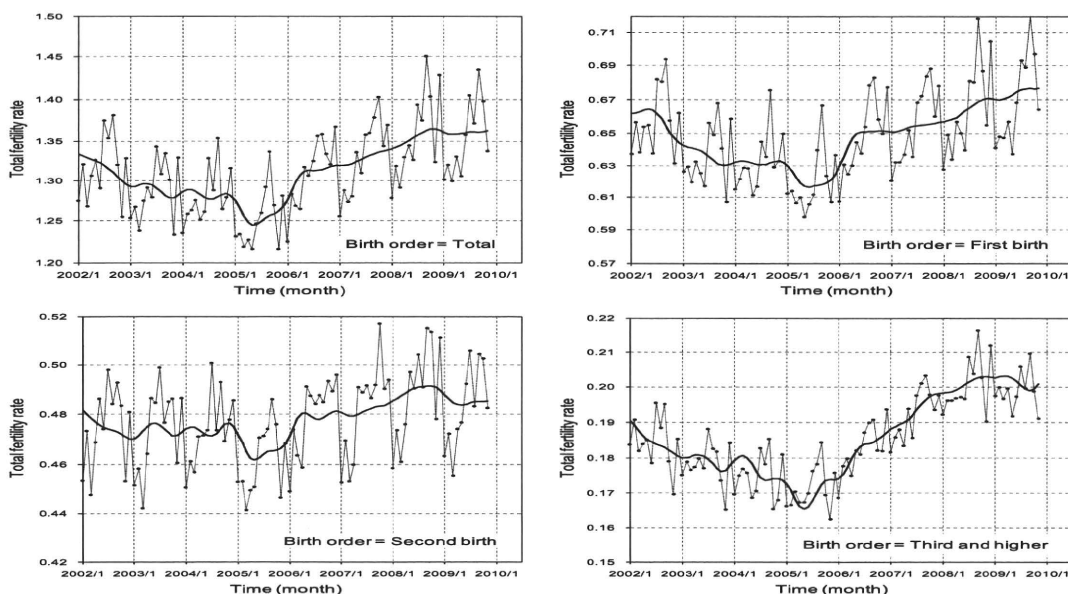 Total fertility rate
1.50
1.45
1.40
1.35
1.30
1.25
1.20
Birth order = Total
2002/1 2003/1 2004/1 2005/1 2006/1 2007/1 2008/1 2009/1 2010/1
Time (month)
Total fertility rate
0.71
0.69
0.67
0.65
0.63
0.61
0.59
0.57
Birth order = First birth
2002/1 2003/1 2004/1 2005/1 2006/1 2007/1 2008/1 2009/1 2010/1
Time (month)
Total fertility rate
0.52
0.50
0.48
0.46
0.44
0.42
Birth order = Second birth
2002/1 2003/1 2004/1 2005/1 2006/1 2007/1 2008/1 2009/1 2010/1
Time (month)
Total fertility rate
0.22
0.21
0.20
0.19
0.18
0.17
0.16
0.15
Birth order = Third and higher
2002/1 2003/1 2004/1 2005/1 2006/1 2007/1 2008/1 2009/1 2010/1
Time (month)